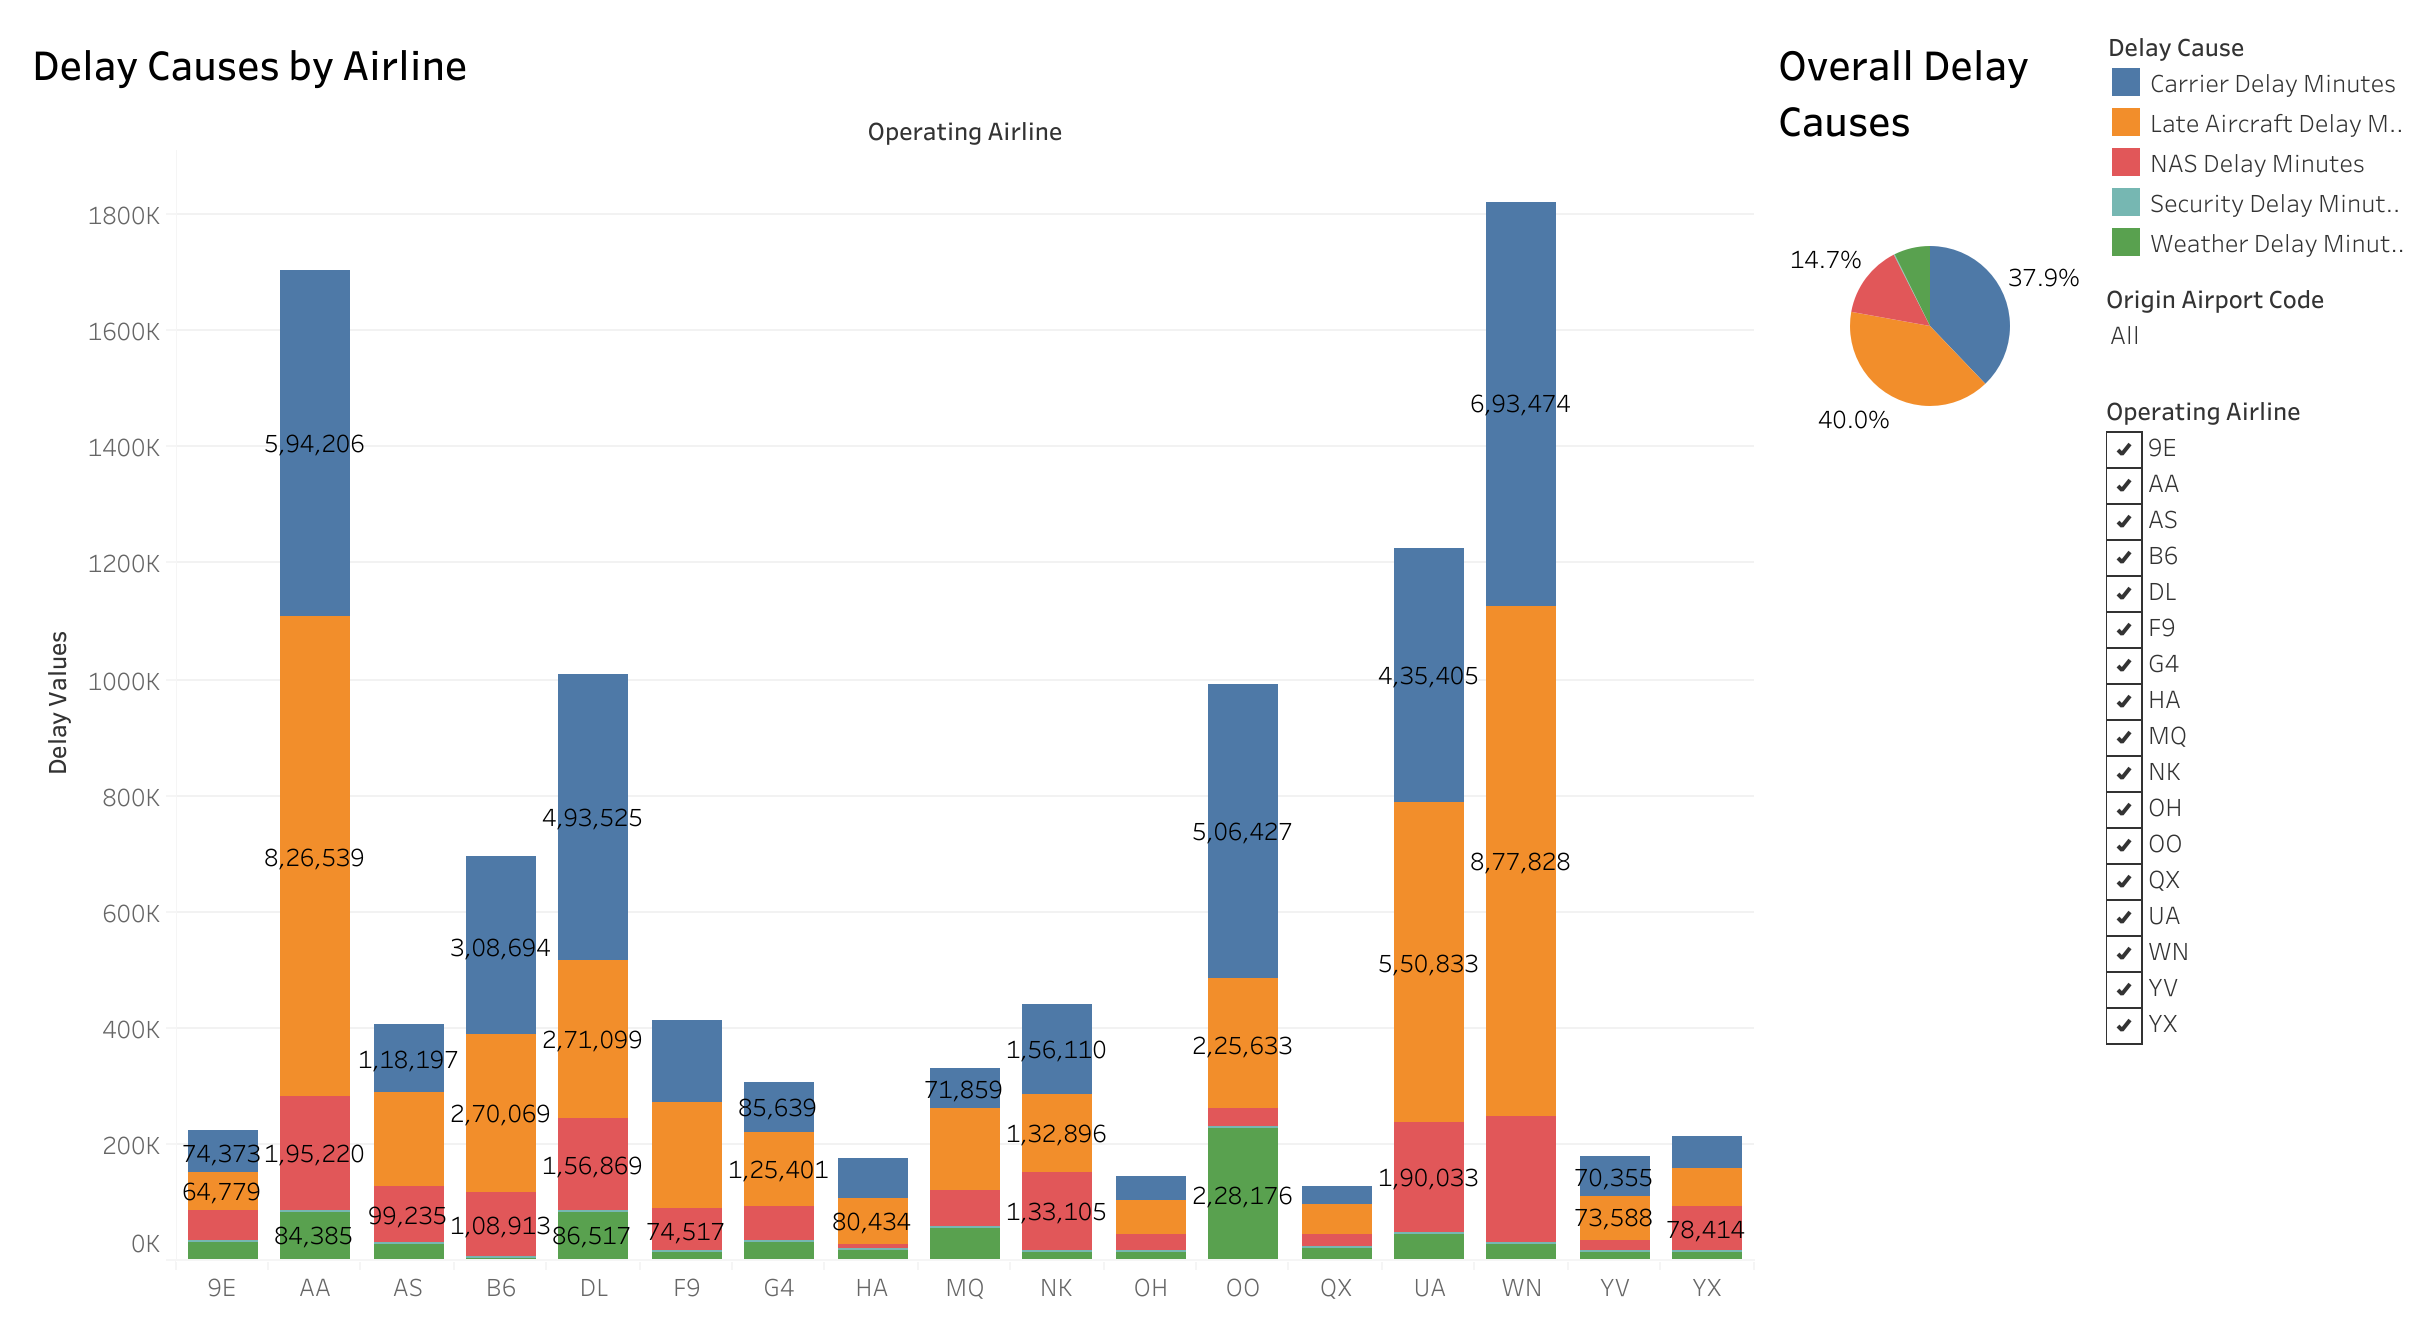 Delay Causes by Airline
Overall Delay
Causes
Operating Airline
Delay Values
1800K
1600K
1400K
1200K
1000K
800K
600K
400K
200K
0K
74,373
64,779
5,94,206
8,26,539
1,95,220
84,385
1,18,197
99,235
3,08,694
2,70,069
1,08,913
4,93,525
2,71,099
1,56,869
86,517
74,517
85,639
1,25,401
80,434
71,859
1,56,110
1,32,896
1,33,105
5,06,427
2,25,633
2,28,176
4,35,405
5,50,833
1,90,033
6,93,474
8,77,828
70,355
73,588
78,414
9E AA AS B6 DL F9 G4 HA MQ NK OH OO QX UA WN YV YX
14.7%
37.9%
40.0%
Delay Cause
Carrier Delay Minutes
Late Aircraft Delay M..
NAS Delay Minutes
Security Delay Minut..
Weather Delay Minut..
Origin Airport Code
All
Operating Airline
9E
AA
AS
B6
DL
F9
G4
HA
MQ
NK
OH
OO
QX
UA
WN
YV
YX